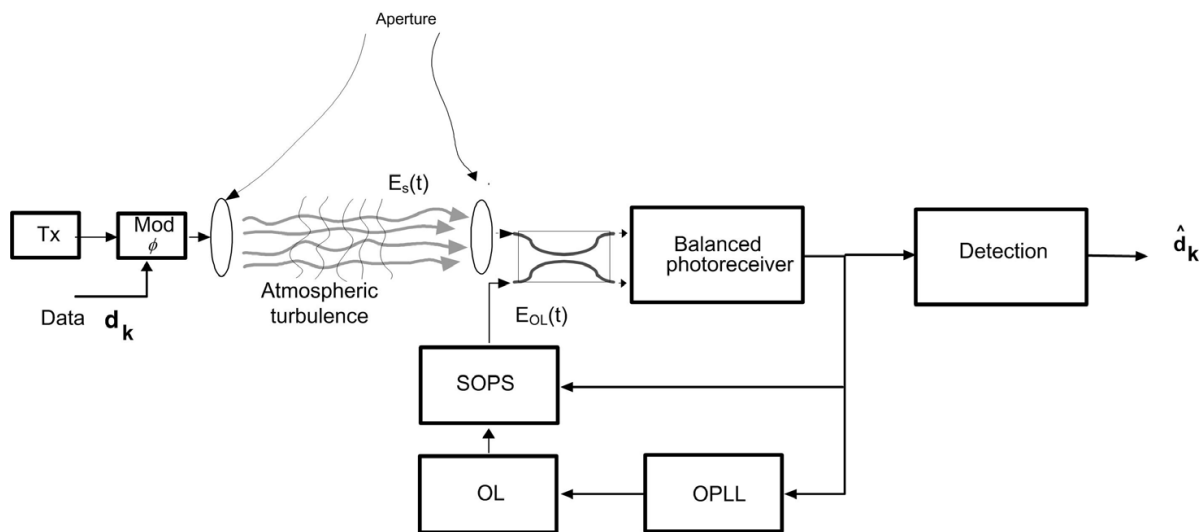 Aperture
E_s(t)
Tx
Mod
ϕ
Balanced
photoreceiver
Detection
d̂_k
Atmospheric
turbulence
Data d_k
E_OL(t)
SOPS
OL
OPLL